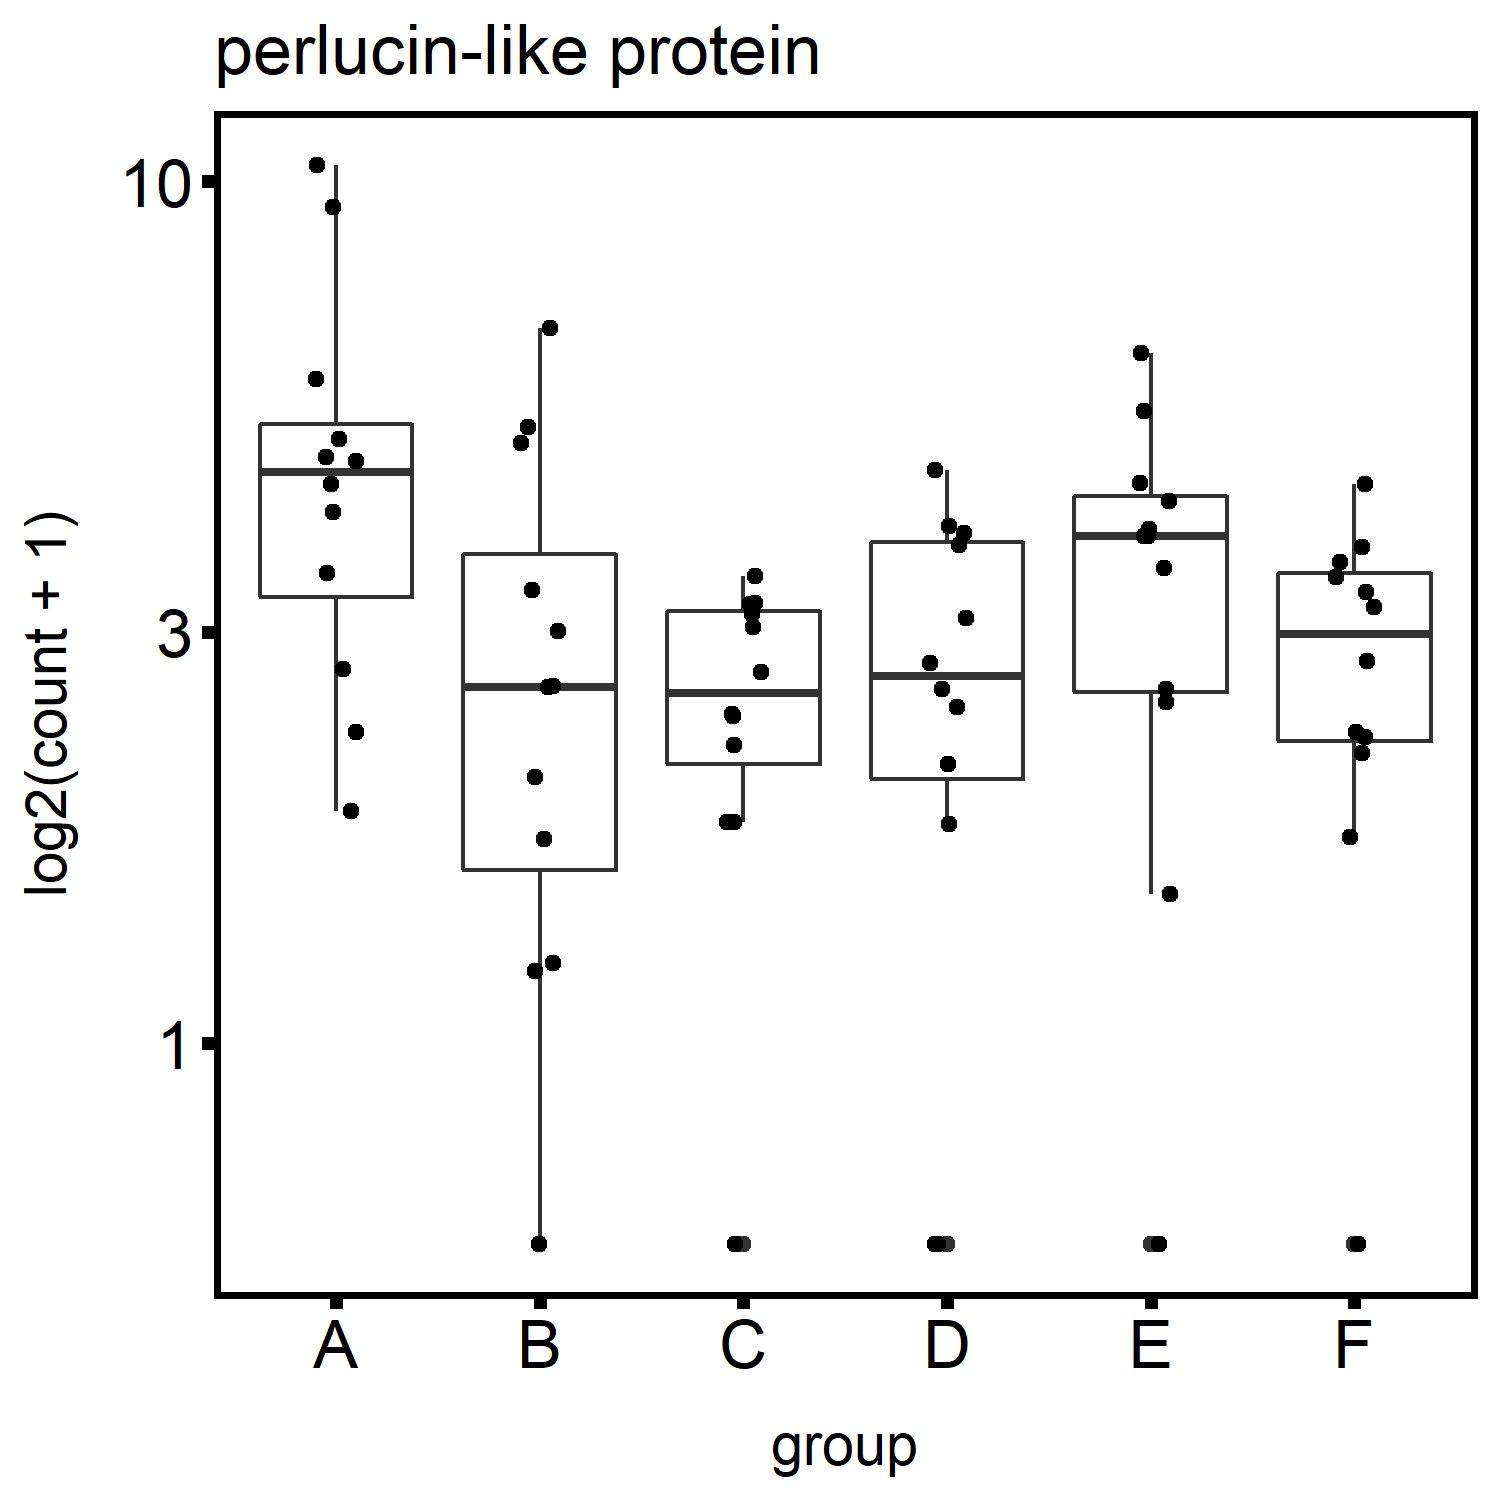 perlucin-like protein
10
3
1
log2(count + 1)
A B C D E F
group